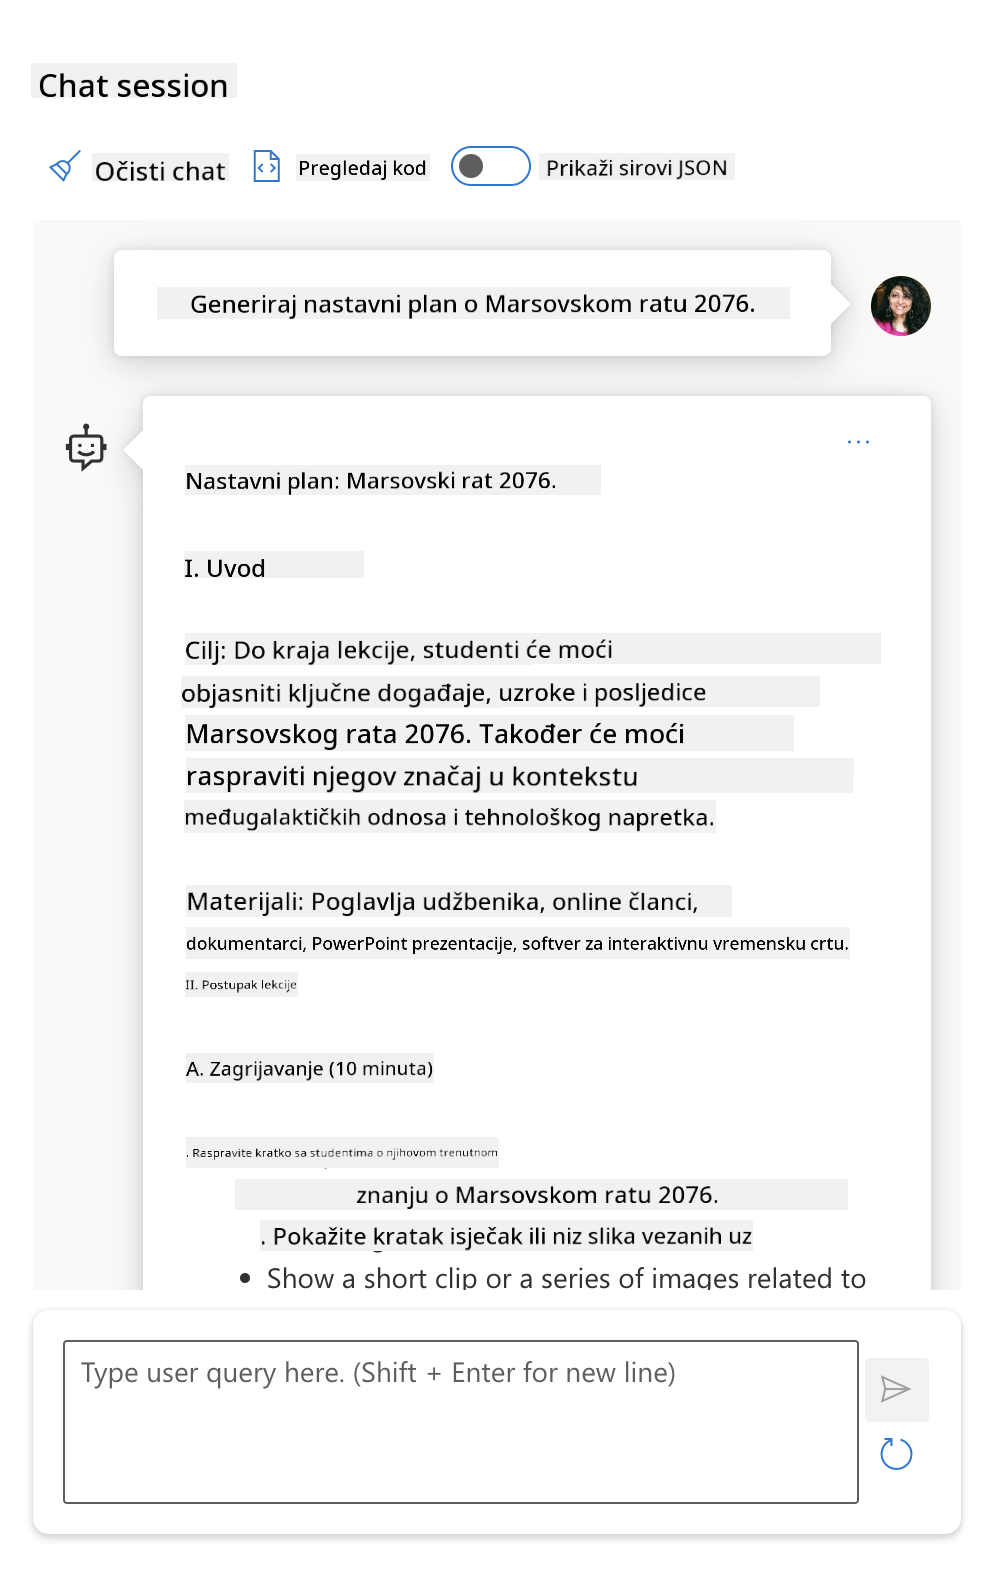 Chat session
Očisti chat
Pregledaj kod
Prikaži sirovi JSON
Generiraj nastavni plan o Marsovskom ratu 2076.
Nastavni plan: Marsovski rat 2076.
I. Uvod
Cilj: Do kraja lekcije, studenti će moći
objasniti ključne događaje, uzroke i posljedice
Marsovskog rata 2076. Također će moći
raspraviti njegov značaj u kontekstu
međugalaktičkih odnosa i tehnološkog napretka.
Materijali: Poglavlja udžbenika, online članci,
dokumentarci, PowerPoint prezentacije, softver za interaktivnu vremensku crtu.
II. Postupak lekcije
A. Zagrijavanje (10 minuta)
. Raspravite kratko sa studentima o njihovom trenutnom
znanju o Marsovskom ratu 2076.
. Pokažite kratak isječak ili niz slika vezanih uz
• Show a short clip or a series of images related to
Type user query here. (Shift + Enter for new line)